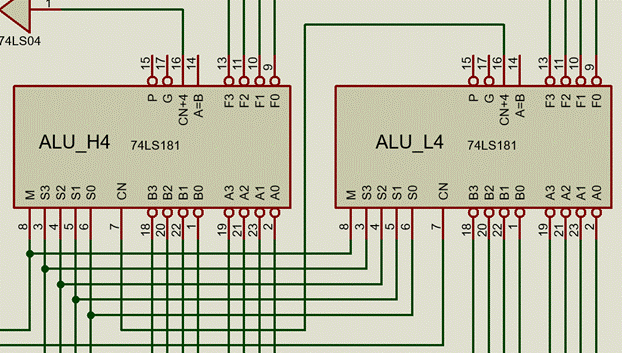 1
74LS04
15 17 16 14 13 11 10 9
15 17 16 14 13 11 10 9
P G CN+4 A=B F3 F2 F1 F0
P G CN+4 A=B F3 F2 F1 F0
ALU_H4 74LS181
ALU_L4 74LS181
M S3 S2 S1 S0 CN B3 B2 B1 B0 A3 A2 A1 A0
M S3 S2 S1 S0 CN B3 B2 B1 B0 A3 A2 A1 A0
8 3 4 5 6 7 18 20 22 1 19 21 23 2
8 3 4 5 6 7 18 20 22 1 19 21 23 2